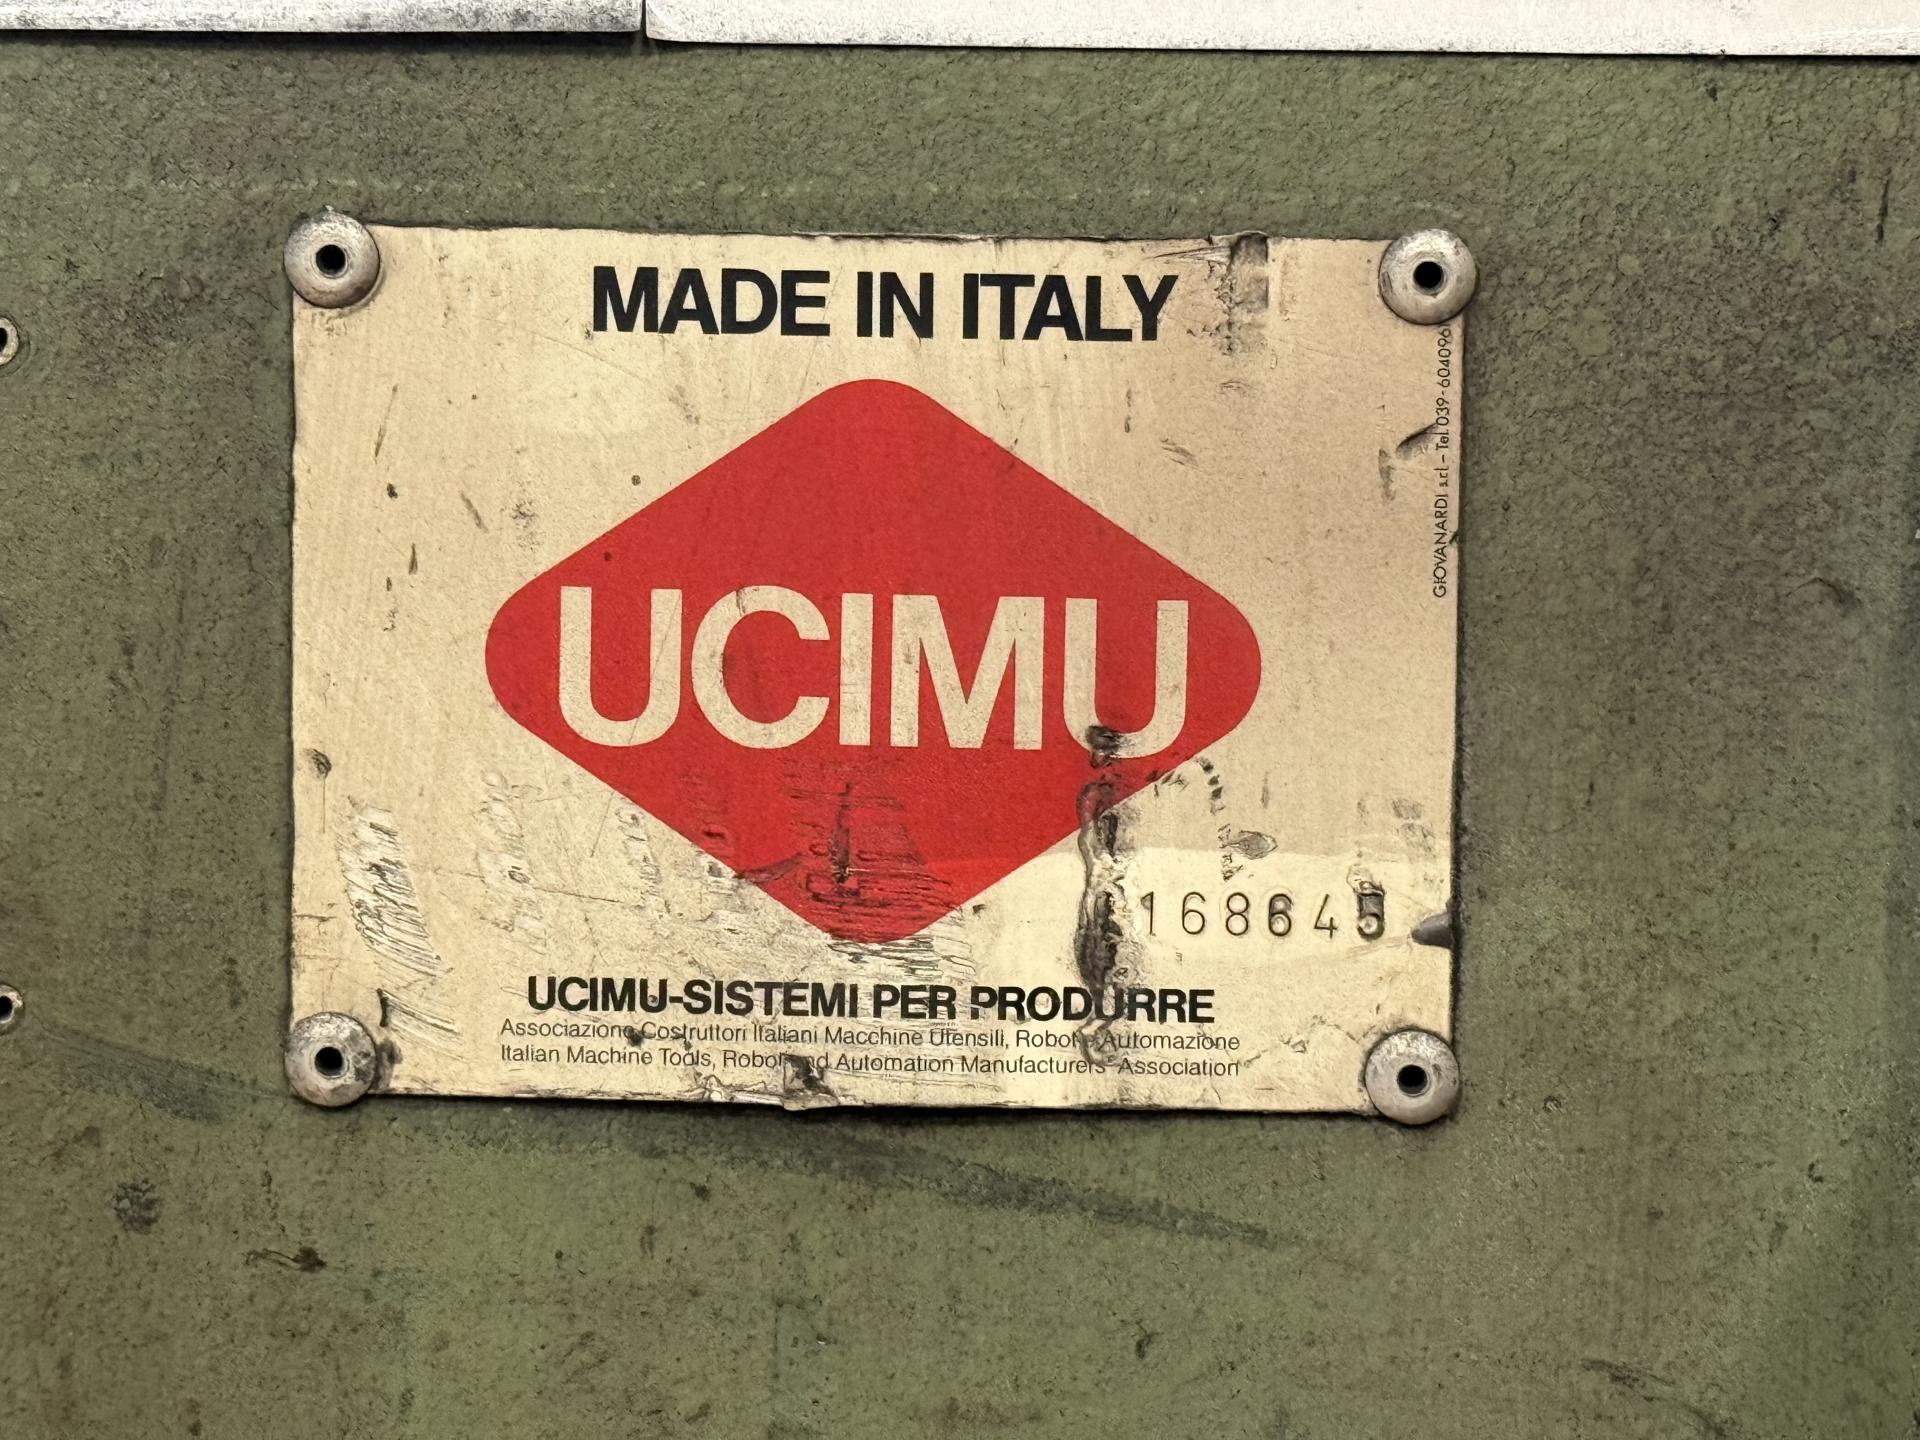 MADE IN ITALY
UCIMU
168645
UCIMU-SISTEMI PER PRODURRE
Associazione Costruttori Italiani Macchine Utensili, Robot e Automazione
Italian Machine Tools, Robot and Automation Manufacturers' Association
GIOVANARDI s.r.l. - Tel. 039 - 604096